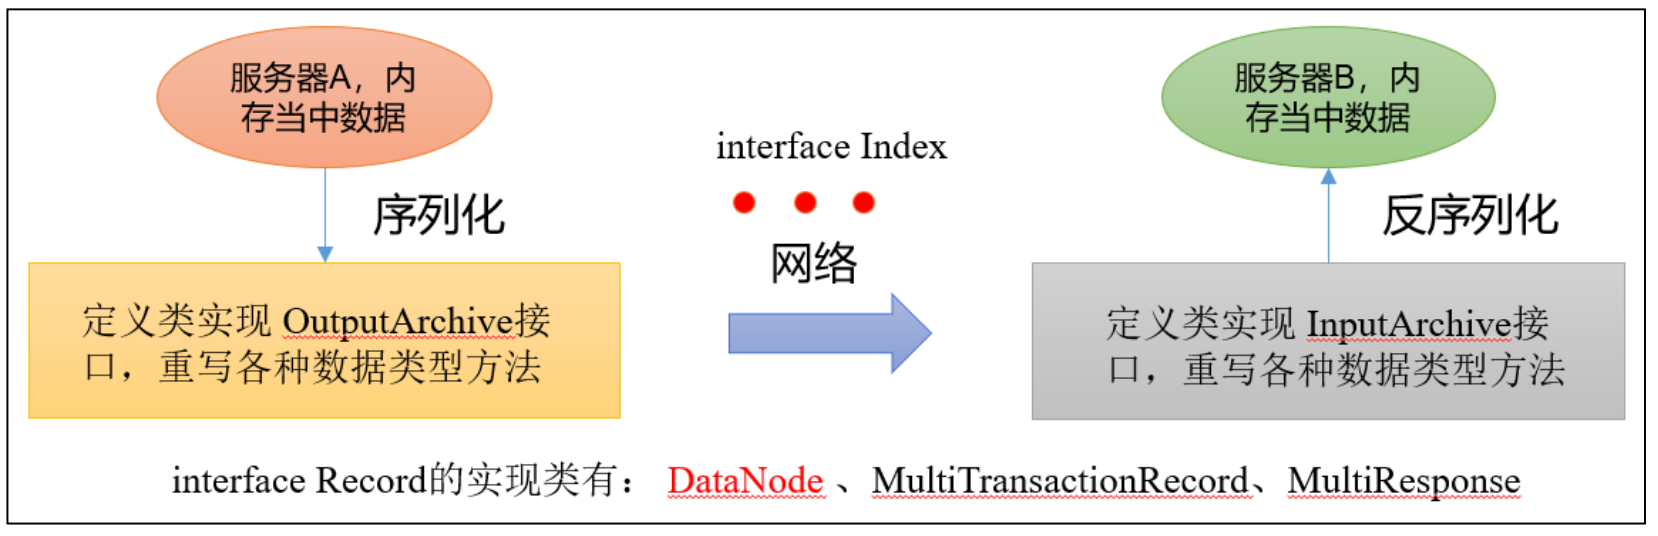 服务器A，内
存当中数据
服务器B，内
存当中数据
interface Index
序列化
网络
反序列化
定义类实现 OutputArchive接
口，重写各种数据类型方法
定义类实现 InputArchive接
口，重写各种数据类型方法
interface Record的实现类有： DataNode 、MultiTransactionRecord、MultiResponse